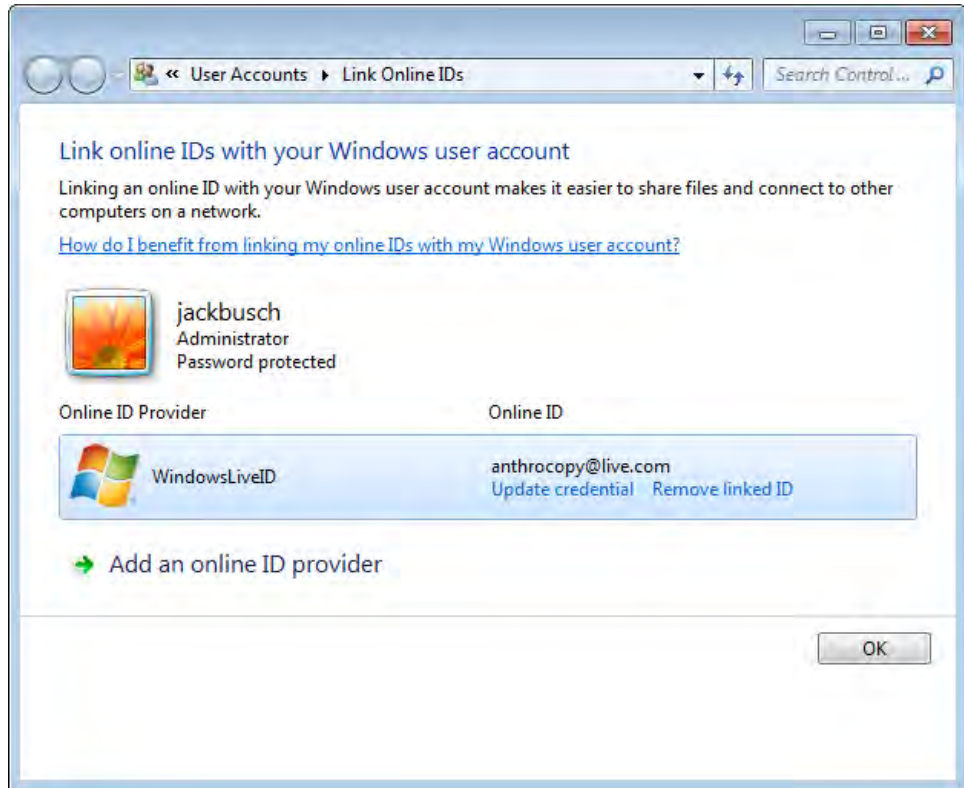 « User Accounts ▸ Link Online IDs Search Control ...
Link online IDs with your Windows user account
Linking an online ID with your Windows user account makes it easier to share files and connect to other
computers on a network.
How do I benefit from linking my online IDs with my Windows user account?
jackbusch
Administrator
Password protected
Online ID Provider Online ID
WindowsLiveID anthrocopy@live.com
Update credential Remove linked ID
Add an online ID provider
OK